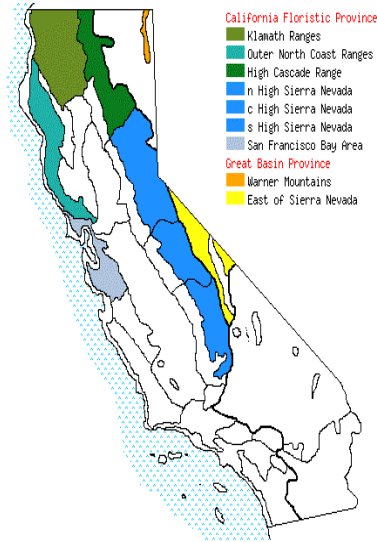 California Floristic Province
Klamath Ranges
Outer North Coast Ranges
High Cascade Range
n High Sierra Nevada
c High Sierra Nevada
s High Sierra Nevada
San Francisco Bay Area
Great Basin Province
Warner Mountains
East of Sierra Nevada